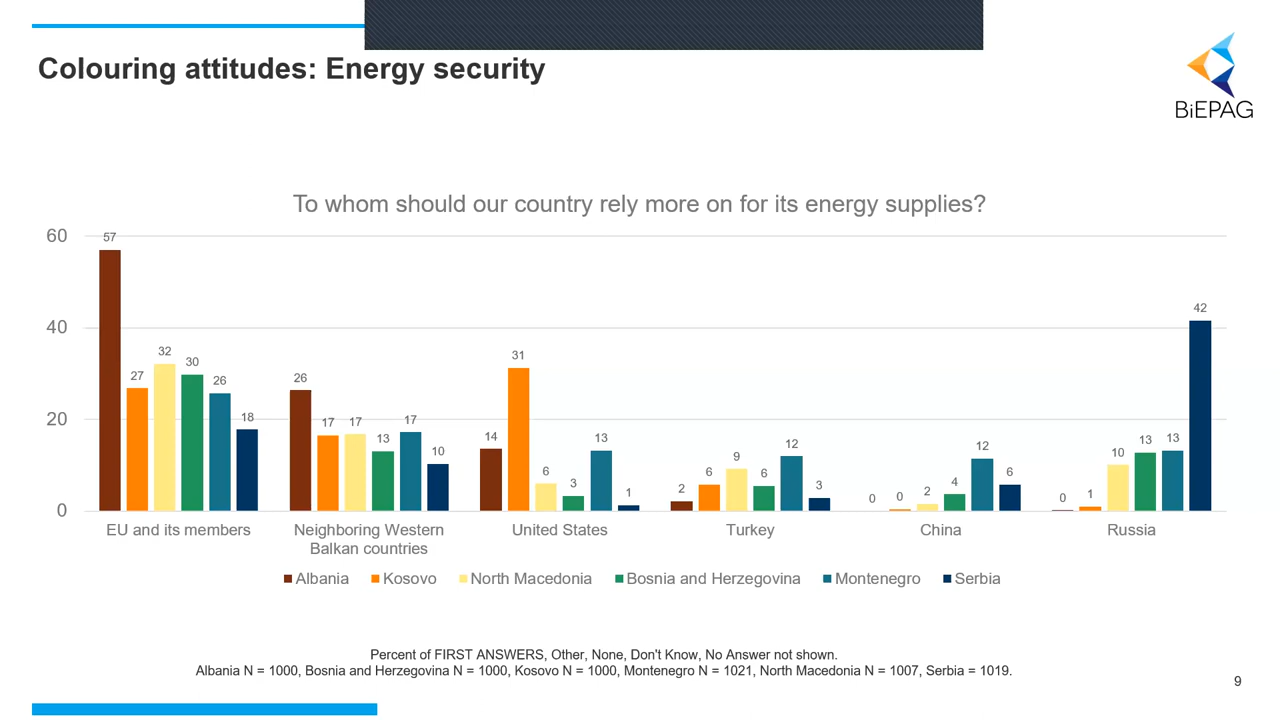 Colouring attitudes: Energy security
BiEPAG
To whom should our country rely more on for its energy supplies?
60
40
20
0
57
27
32
30
26
18
26
17
17
13
17
10
14
31
6
3
13
1
2
6
9
6
12
3
0
0
2
4
12
6
0
1
10
13
13
42
EU and its members
Neighboring Western
Balkan countries
United States
Turkey
China
Russia
Albania
Kosovo
North Macedonia
Bosnia and Herzegovina
Montenegro
Serbia
Percent of FIRST ANSWERS, Other, None, Don't Know, No Answer not shown.
Albania N = 1000, Bosnia and Herzegovina N = 1000, Kosovo N = 1000, Montenegro N = 1021, North Macedonia N = 1007, Serbia = 1019.
9